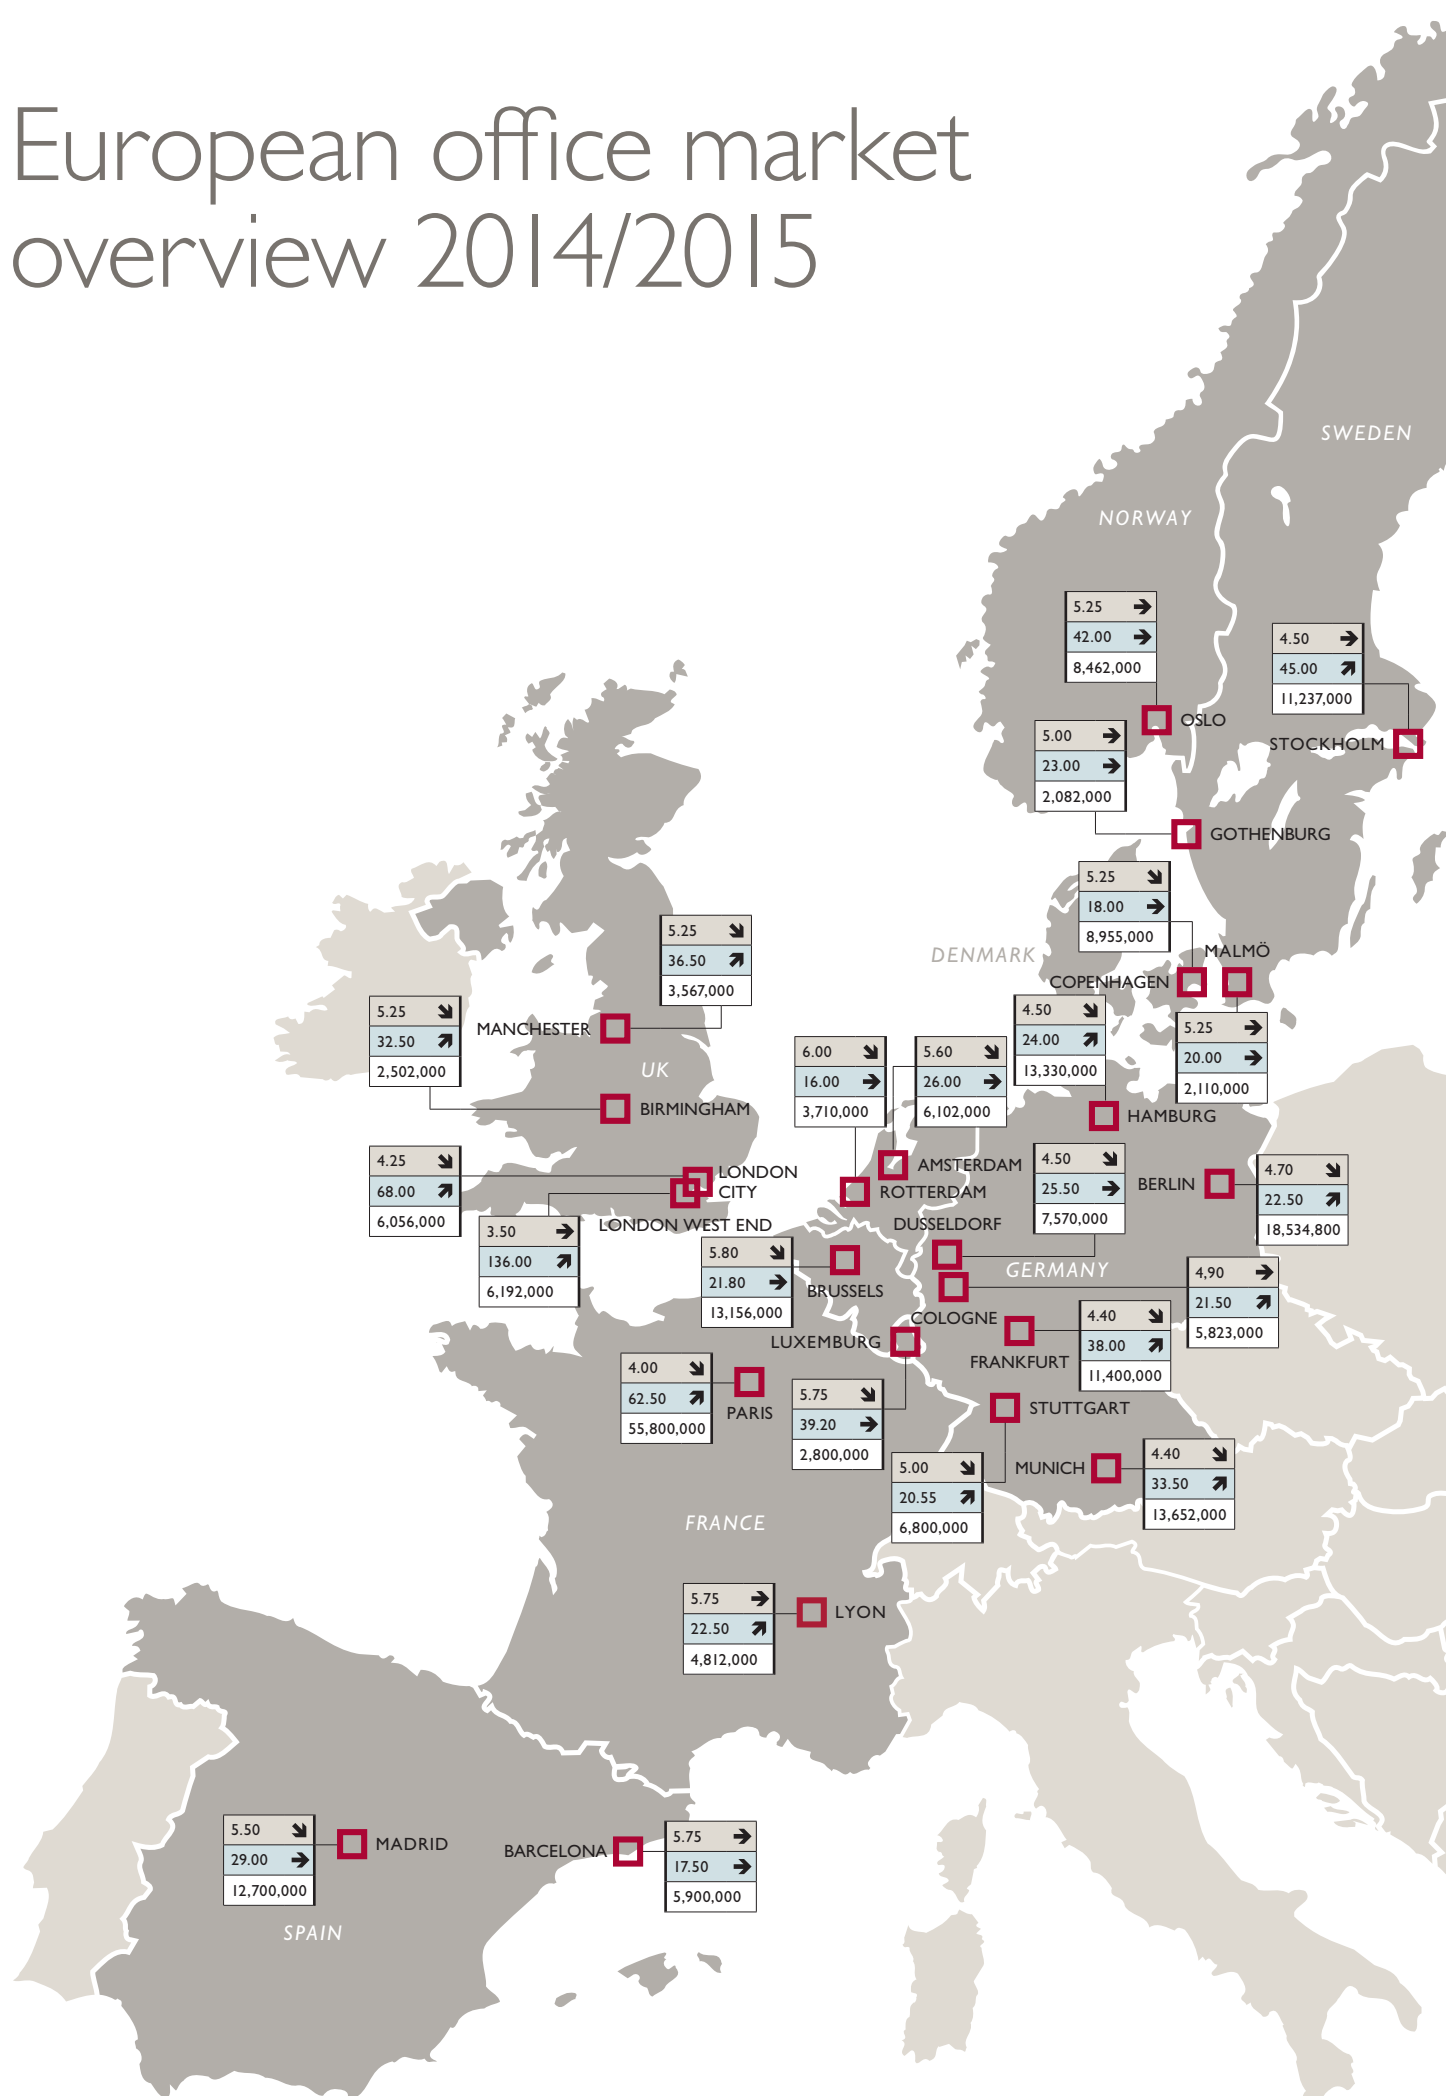 European office market
overview 2014/2015
SWEDEN
NORWAY
5.25
42.00
8,462,000
OSLO
4.50
45.00
11,237,000
STOCKHOLM
5.00
23.00
2,082,000
GOTHENBURG
5.25
18.00
8,955,000
DENMARK
COPENHAGEN
MALMÖ
5.25
20.00
2,110,000
5.25
36.50
3,567,000
MANCHESTER
5.25
32.50
2,502,000
UK
BIRMINGHAM
4.50
24.00
13,330,000
HAMBURG
6.00
16.00
3,710,000
5.60
26.00
6,102,000
AMSTERDAM
ROTTERDAM
4.25
68.00
6,056,000
LONDON
CITY
LONDON WEST END
3.50
136.00
6,192,000
4.50
25.50
7,570,000
DUSSELDORF
BERLIN
4.70
22.50
18,534,800
5.80
21.80
13,156,000
BRUSSELS
GERMANY
4,90
21.50
5,823,000
COLOGNE
LUXEMBURG
FRANKFURT
4.40
38.00
11,400,000
4.00
62.50
55,800,000
PARIS
5.75
39.20
2,800,000
STUTTGART
5.00
20.55
6,800,000
MUNICH
4.40
33.50
13,652,000
FRANCE
5.75
22.50
4,812,000
LYON
5.50
29.00
12,700,000
MADRID
BARCELONA
5.75
17.50
5,900,000
SPAIN